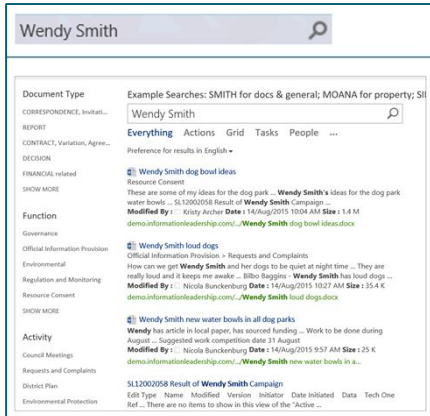 Wendy Smith
Document Type
CORRESPONDENCE, Invitati...
REPORT
CONTRACT, Variation, Agree...
DECISION
FINANCIAL related
SHOW MORE
Function
Governance
Official Information Provision
Environmental
Regulation and Monitoring
Resource Consent
SHOW MORE
Activity
Council Meetings
Requests and Complaints
District Plan
Environmental Protection
Example Searches: SMITH for docs & general; MOANA for property; SI
Wendy Smith
Everything Actions Grid Tasks People ...
Preference for results in English
Wendy Smith dog bowl ideas
Resource Consent
These are some of my ideas for the dog park ... Wendy Smith's ideas for the dog park
water bowls ... SL12002058 Result of Wendy Smith Campaign ...
Modified By : Kristy Archer Date : 14/Aug/2015 10:04 AM Size : 1.4 M
demo.informationleadership.com/.../Wendy Smith dog bowl ideas.docx
Wendy Smith loud dogs
Official Information Provision > Requests and Complaints
How can we get Wendy Smith and her dogs to be quiet at night time ... They are
really loud and it keeps me awake ... Bilbo Baggins - Wendy Smith has loud dogs ...
Modified By : Nicola Bunckenburg Date : 14/Aug/2015 10:27 AM Size : 35.4 K
demo.informationleadership.com/.../Wendy Smith loud dogs.docx
Wendy Smith new water bowls in all dog parks
Wendy has article in local paper, has sourced funding ... Work to be done during
August ... Suggested work competition date 31 August
Modified By : Nicola Bunckenburg Date : 14/Aug/2015 9:57 AM Size : 25 K
demo.informationleadership.com/.../Wendy Smith new water bowls in a...
SL12002058 Result of Wendy Smith Campaign
Edit Type Name Modified Version Initiator Date Initiated Data Tech One
Ref ... There are no items to show in this view of the "Active ...